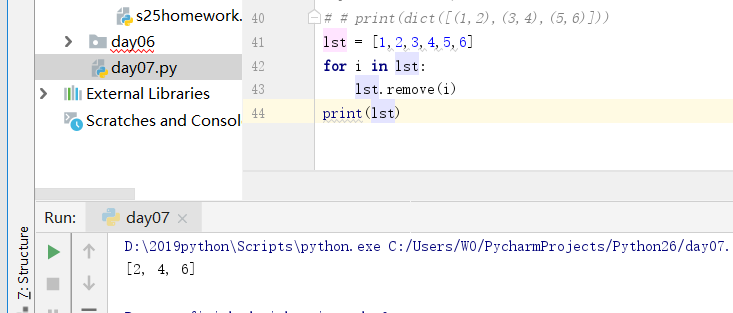 s25homework.
day06
day07.py
External Libraries
Scratches and Consol
40 # # print(dict([(1,2),(3,4),(5,6)]))
41 lst = [1,2,3,4,5,6]
42 for i in lst:
43 lst.remove(i)
44 print(lst)
Run: day07
Z: Structure
D:\2019python\Scripts\python.exe C:/Users/WO/PycharmProjects/Python26/day07.
[2, 4, 6]